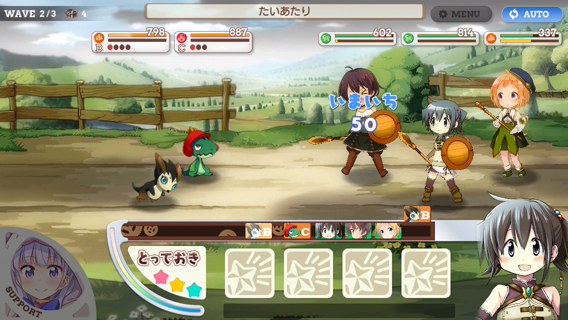 WAVE 2/3
4
たいあたり
MENU
AUTO
798
B
887
C
602
814
337
いまいち
50
B
B
C
とっておき
SUPPORT